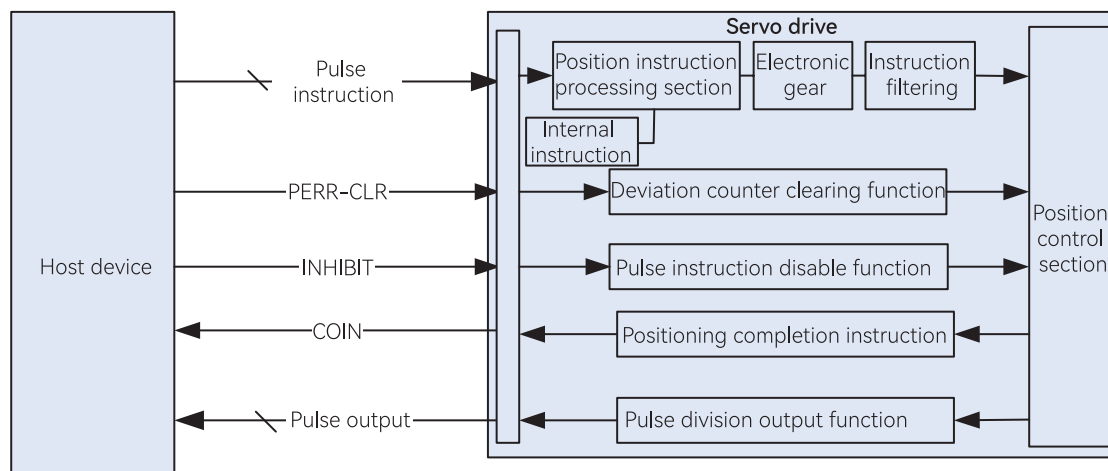 Servo drive
Pulse
instruction
Position instruction
processing section
Electronic
gear
Instruction
filtering
Internal
instruction
PERR-CLR
Deviation counter clearing function
Position
control
section
Host device
INHIBIT
Pulse instruction disable function
COIN
Positioning completion instruction
Pulse output
Pulse division output function